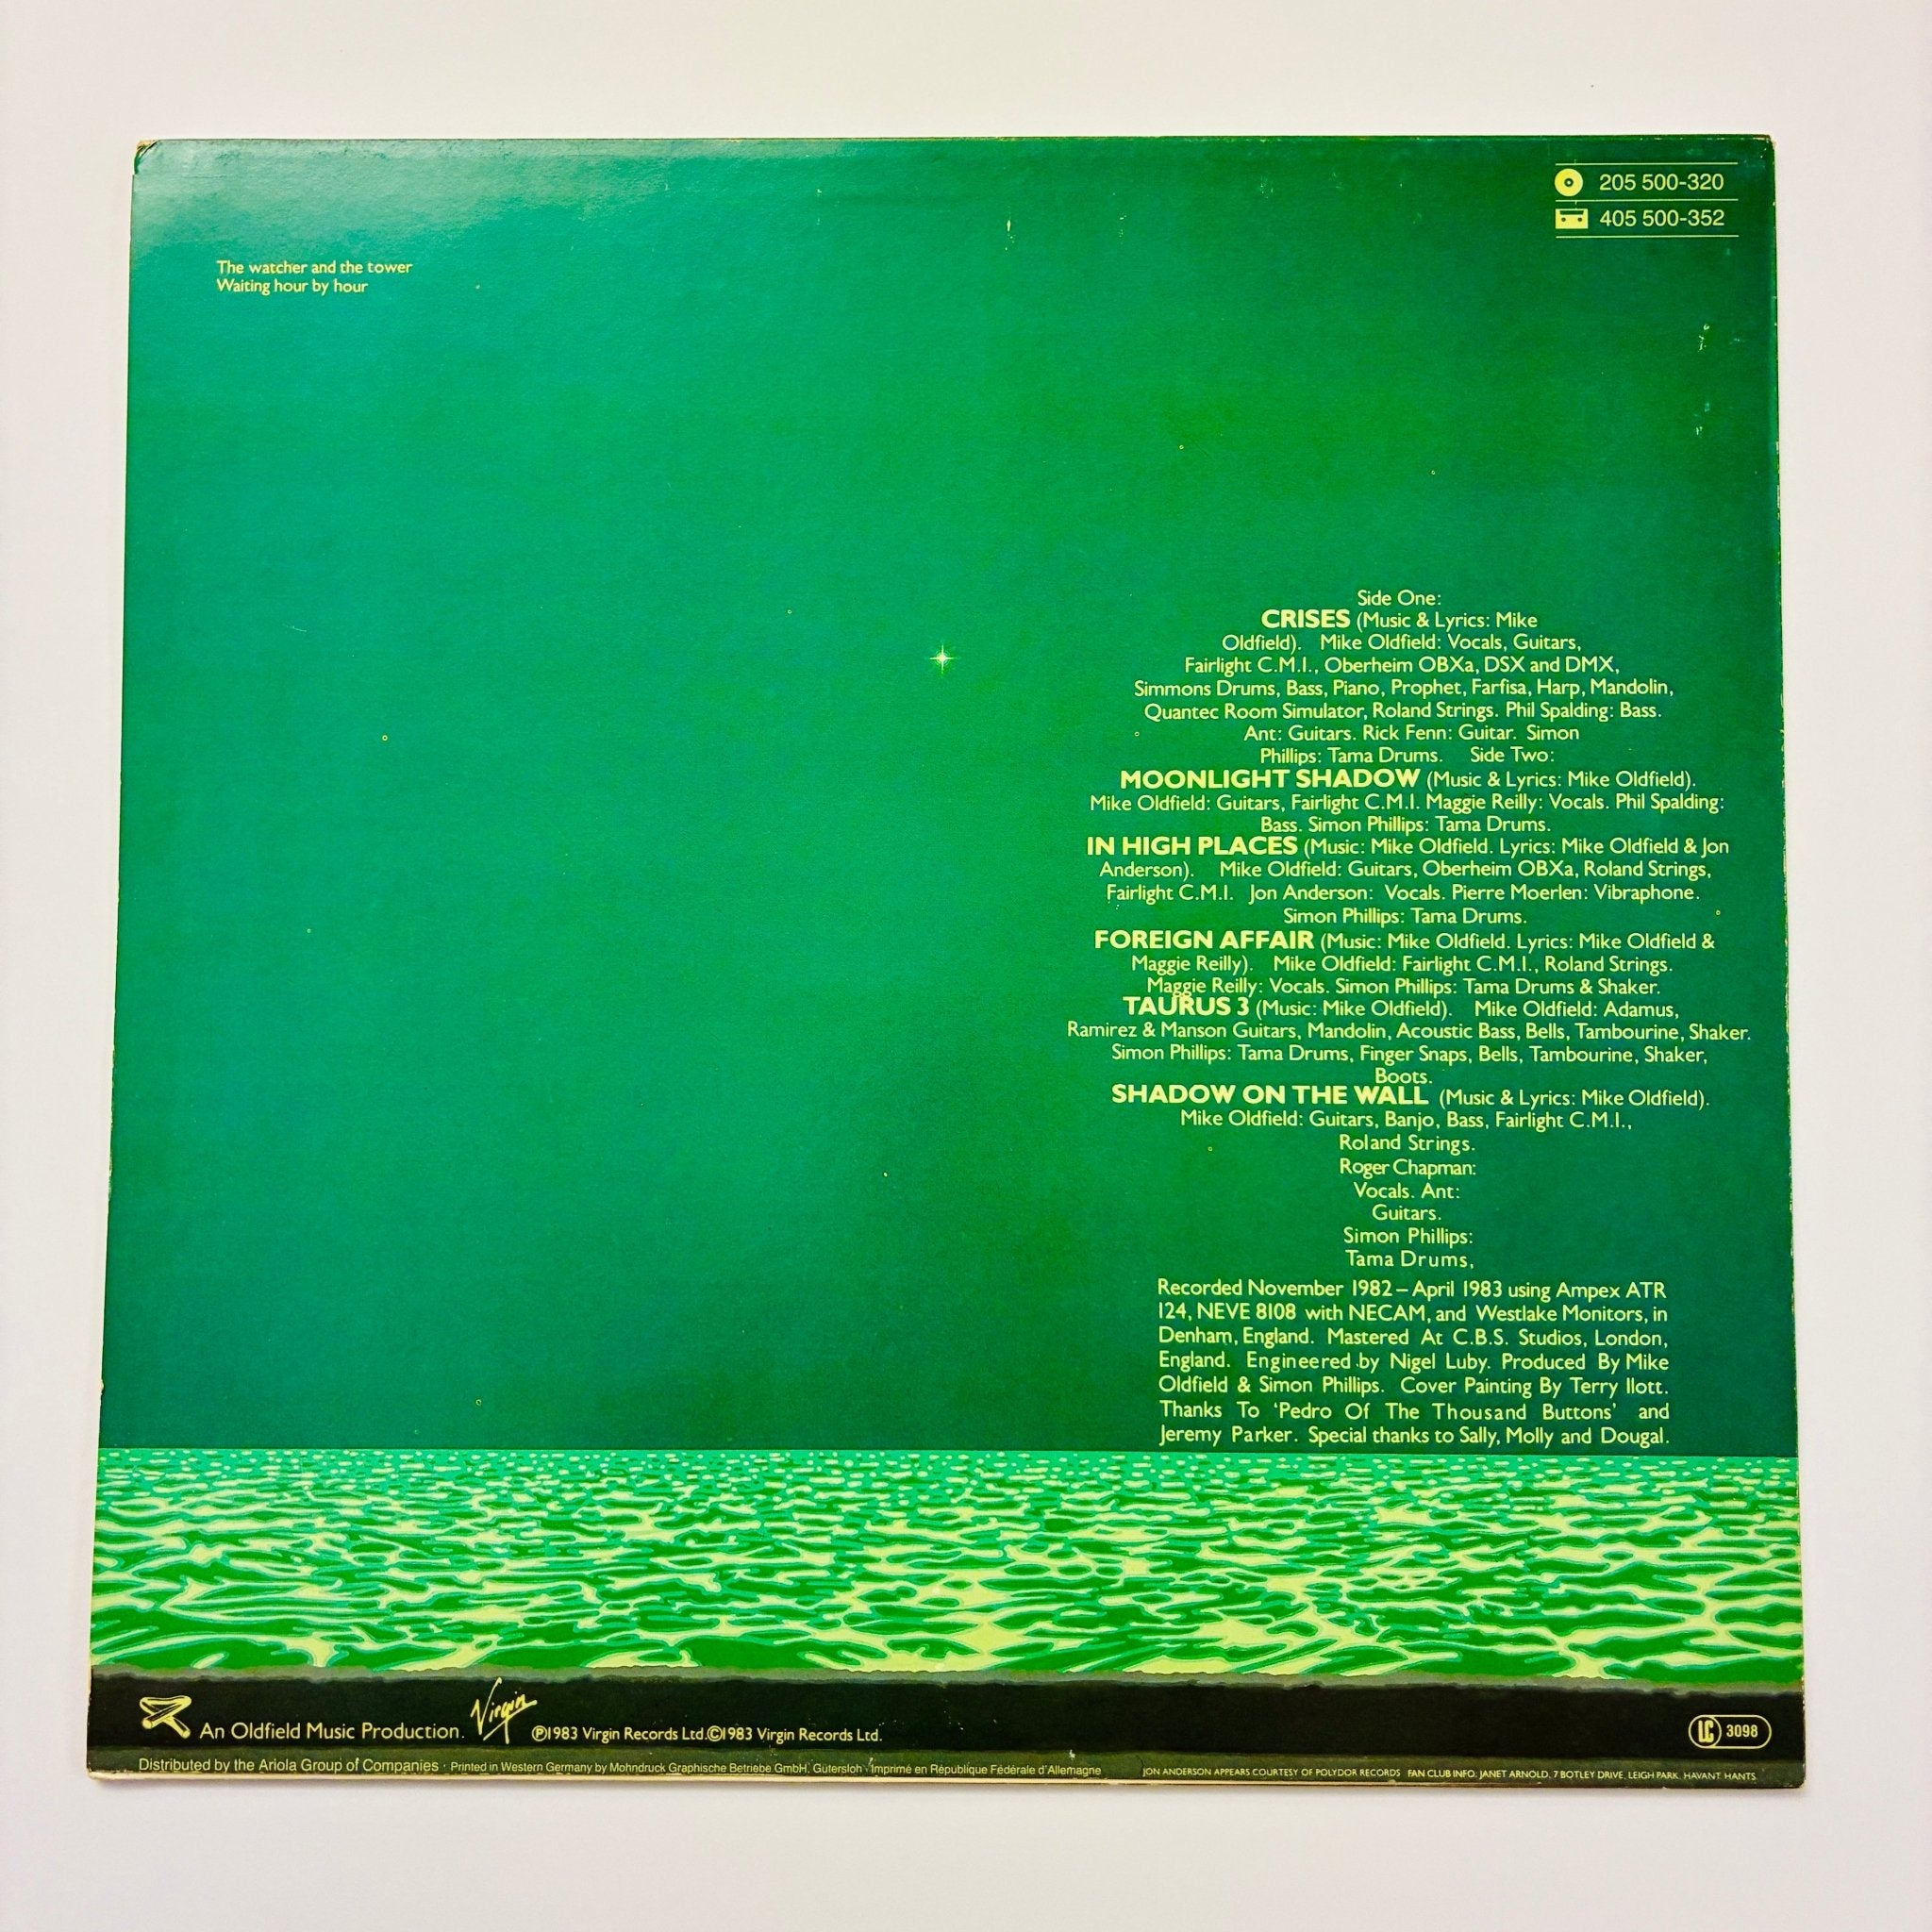 205 500-320
405 500-352
The watcher and the tower
Waiting hour by hour
Side One:
CRISES (Music & Lyrics: Mike
Oldfield). Mike Oldfield: Vocals, Guitars,
Fairlight C.M.I., Oberheim OBXa, DSX and DMX,
Simmons Drums, Bass, Piano, Prophet, Farfisa, Harp, Mandolin,
Quantec Room Simulator, Roland Strings. Phil Spalding: Bass.
Ant: Guitars. Rick Fenn: Guitar. Simon
Phillips: Tama Drums. Side Two:
MOONLIGHT SHADOW (Music & Lyrics: Mike Oldfield).
Mike Oldfield: Guitars, Fairlight C.M.I. Maggie Reilly: Vocals. Phil Spalding:
Bass. Simon Phillips: Tama Drums.
IN HIGH PLACES (Music: Mike Oldfield. Lyrics: Mike Oldfield & Jon
Anderson). Mike Oldfield: Guitars, Oberheim OBXa, Roland Strings,
Fairlight C.M.I. Jon Anderson: Vocals. Pierre Moerlen: Vibraphone.
Simon Phillips: Tama Drums.
FOREIGN AFFAIR (Music: Mike Oldfield. Lyrics: Mike Oldfield &
Maggie Reilly). Mike Oldfield: Fairlight C.M.I., Roland Strings.
Maggie Reilly: Vocals. Simon Phillips: Tama Drums & Shaker.
TAURUS 3 (Music: Mike Oldfield). Mike Oldfield: Adamus,
Ramirez & Manson Guitars, Mandolin, Acoustic Bass, Bells, Tambourine, Shaker.
Simon Phillips: Tama Drums, Finger Snaps, Bells, Tambourine, Shaker,
Boots.
SHADOW ON THE WALL (Music & Lyrics: Mike Oldfield).
Mike Oldfield: Guitars, Banjo, Bass, Fairlight C.M.I.,
Roland Strings.
Roger Chapman:
Vocals. Ant:
Guitars.
Simon Phillips:
Tama Drums,
Recorded November 1982 – April 1983 using Ampex ATR
124, NEVE 8108 with NECAM, and Westlake Monitors, in
Denham, England. Mastered At C.B.S. Studios, London,
England. Engineered by Nigel Luby. Produced By Mike
Oldfield & Simon Phillips. Cover Painting By Terry Ilott.
Thanks To ‘Pedro Of The Thousand Buttons’ and
Jeremy Parker. Special thanks to Sally, Molly and Dougal.
An Oldfield Music Production. Virgin ℗1983 Virgin Records Ltd.©1983 Virgin Records Ltd.
LC 3098
Distributed by the Ariola Group of Companies · Printed in Western Germany by Mohndruck Graphische Betriebe GmbH, Gütersloh · Imprimé en République Fédérale d'Allemagne
JON ANDERSON APPEARS COURTESY OF POLYDOR RECORDS FAN CLUB INFO. JANET ARNOLD, 7 BOTLEY DRIVE, LEIGH PARK, HAVANT. HANTS.